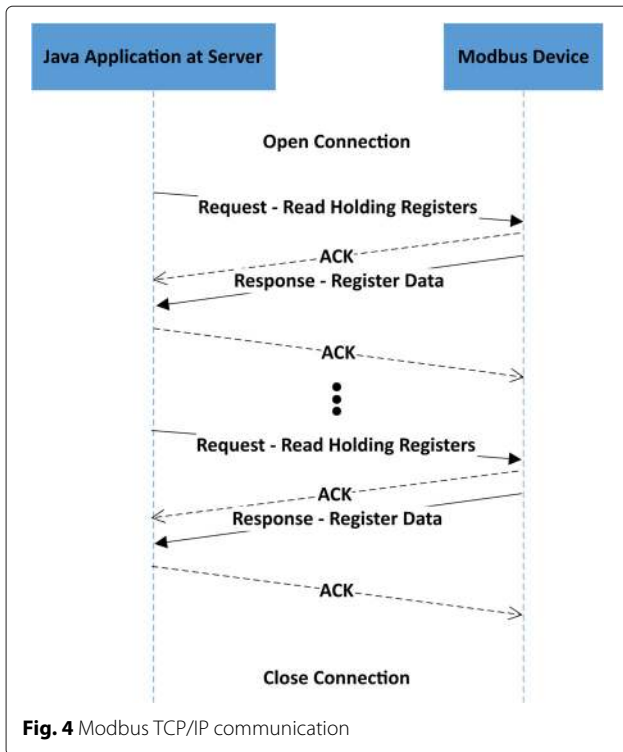 Java Application at Server
Modbus Device
Open Connection
Request - Read Holding Registers
ACK
Response - Register Data
ACK
Request - Read Holding Registers
ACK
Response - Register Data
ACK
Close Connection
Fig. 4 Modbus TCP/IP communication